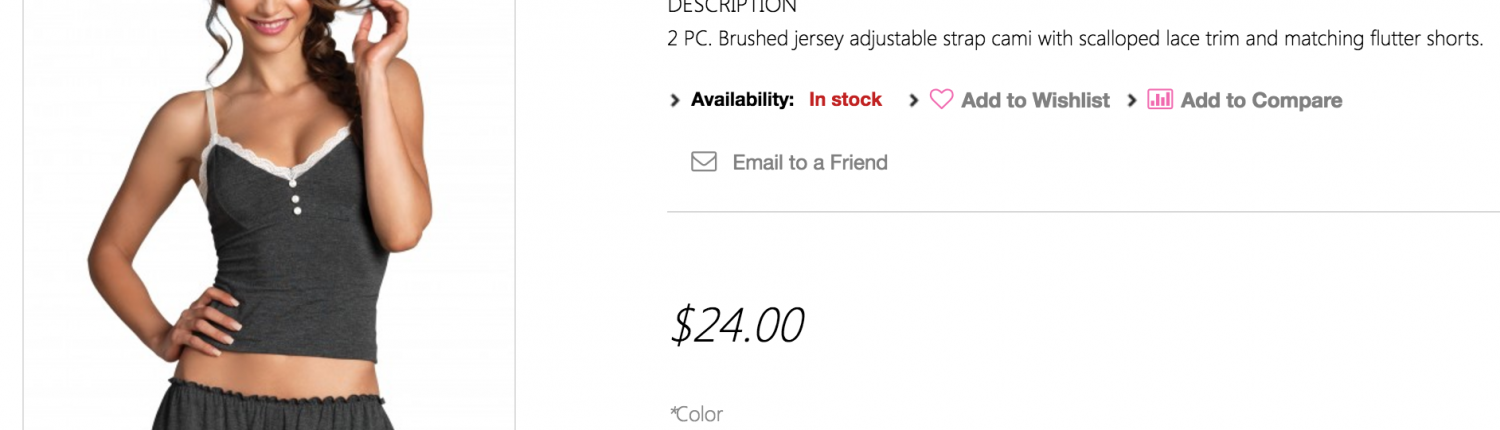 DESCRIPTION
2 PC. Brushed jersey adjustable strap cami with scalloped lace trim and matching flutter shorts.
Availability: In stock Add to Wishlist Add to Compare
Email to a Friend
$24.00
*Color